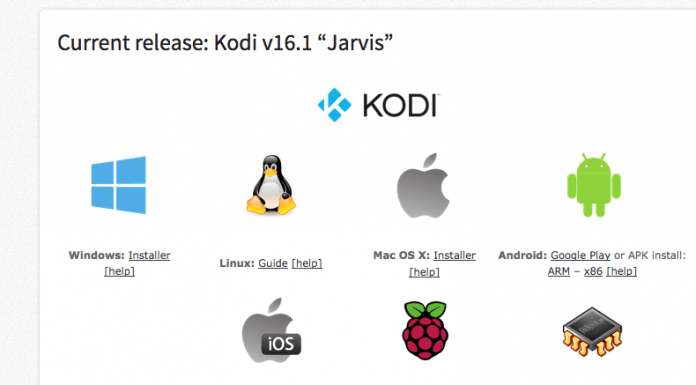 Current release: Kodi v16.1 “Jarvis”
KODI
Windows: Installer
[help]
Linux: Guide [help]
Mac OS X: Installer
[help]
Android: Google Play or APK install:
ARM – x86 [help]
iOS